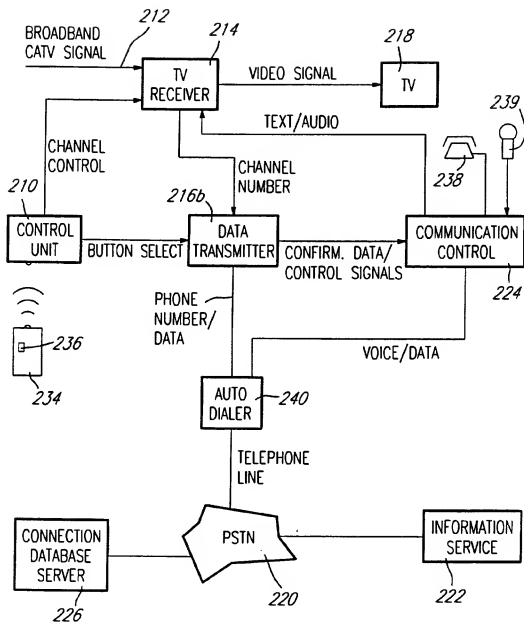 BROADBAND
CATV SIGNAL
212
214
218
TV
RECEIVER
VIDEO SIGNAL
TV
239
TEXT/AUDIO
CHANNEL
CONTROL
238
210
CHANNEL
NUMBER
216b
CONTROL
UNIT
BUTTON SELECT
DATA
TRANSMITTER
CONFIRM. DATA/
CONTROL SIGNALS
COMMUNICATION
CONTROL
224
PHONE
NUMBER/
DATA
VOICE/DATA
236
234
AUTO
DIALER
240
TELEPHONE
LINE
CONNECTION
DATABASE
SERVER
226
PSTN
220
INFORMATION
SERVICE
222